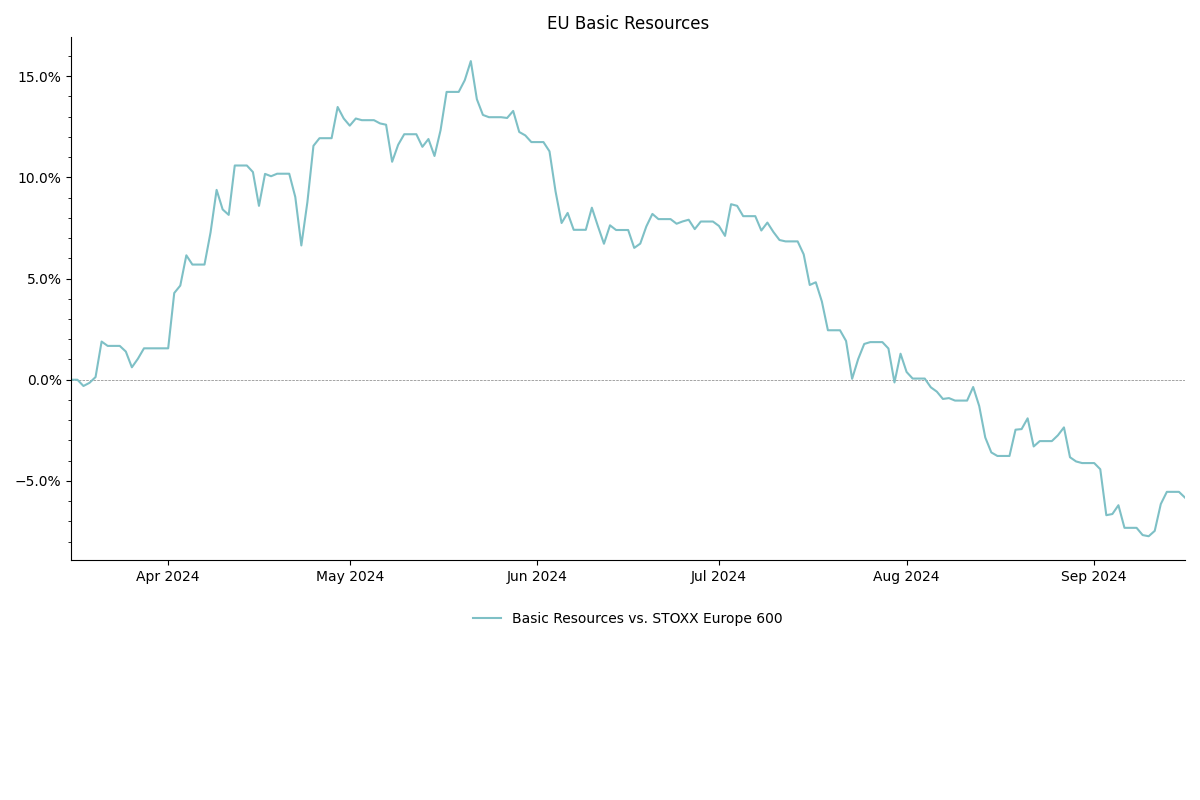 EU Basic Resources
15.0%
10.0%
5.0%
0.0%
−5.0%
Apr 2024 May 2024 Jun 2024 Jul 2024 Aug 2024 Sep 2024
Basic Resources vs. STOXX Europe 600